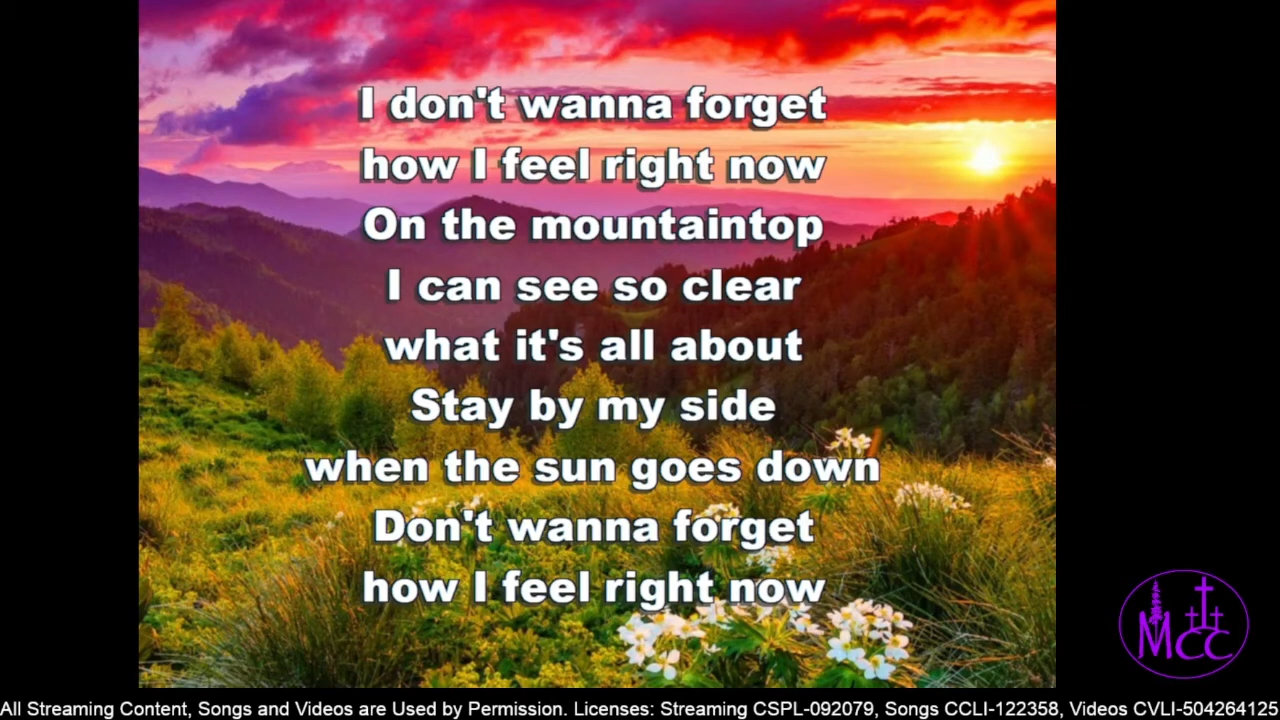 I don't wanna forget
how I feel right now
On the mountaintop
I can see so clear
what it's all about
Stay by my side
when the sun goes down
Don't wanna forget
how I feel right now
MCC
All Streaming Content, Songs and Videos are Used by Permission. Licenses: Streaming CSPL-092079, Songs CCLI-122358, Videos CVLI-504264125